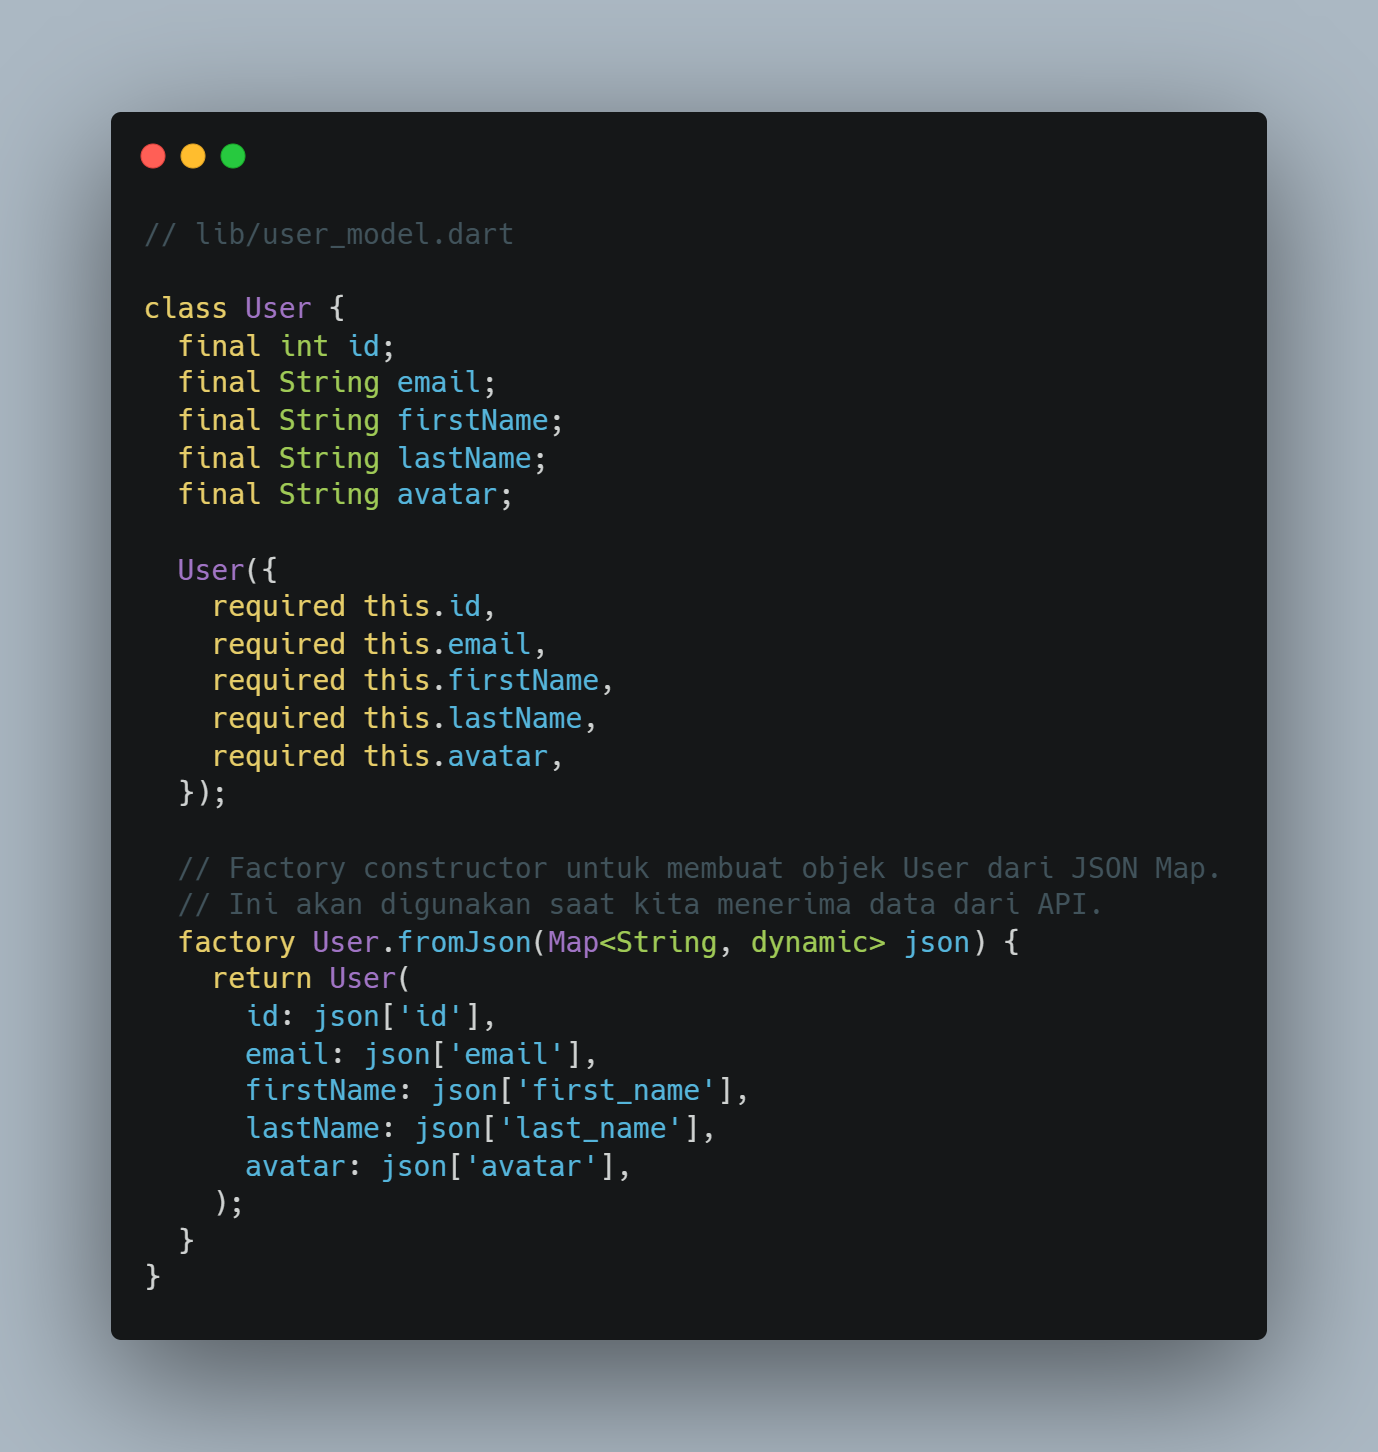 // lib/user_model.dart

class User {
  final int id;
  final String email;
  final String firstName;
  final String lastName;
  final String avatar;

  User({
    required this.id,
    required this.email,
    required this.firstName,
    required this.lastName,
    required this.avatar,
  });

  // Factory constructor untuk membuat objek User dari JSON Map.
  // Ini akan digunakan saat kita menerima data dari API.
  factory User.fromJson(Map<String, dynamic> json) {
    return User(
      id: json['id'],
      email: json['email'],
      firstName: json['first_name'],
      lastName: json['last_name'],
      avatar: json['avatar'],
    );
  }
}